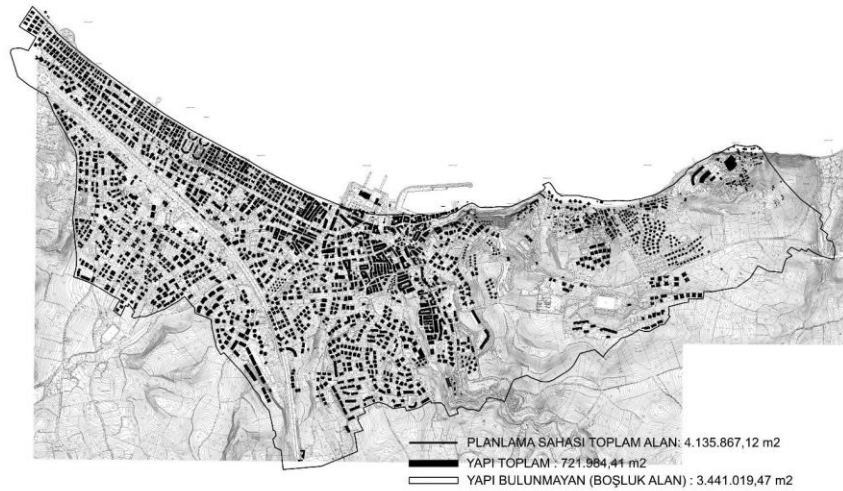 PLANLAMA SAHASI TOPLAM ALAN: 4.135.867,12 m2
YAPI TOPLAM : 721.984,41 m2
YAPI BULUNMAYAN (BOŞLUK ALAN) : 3.441.019,47 m2